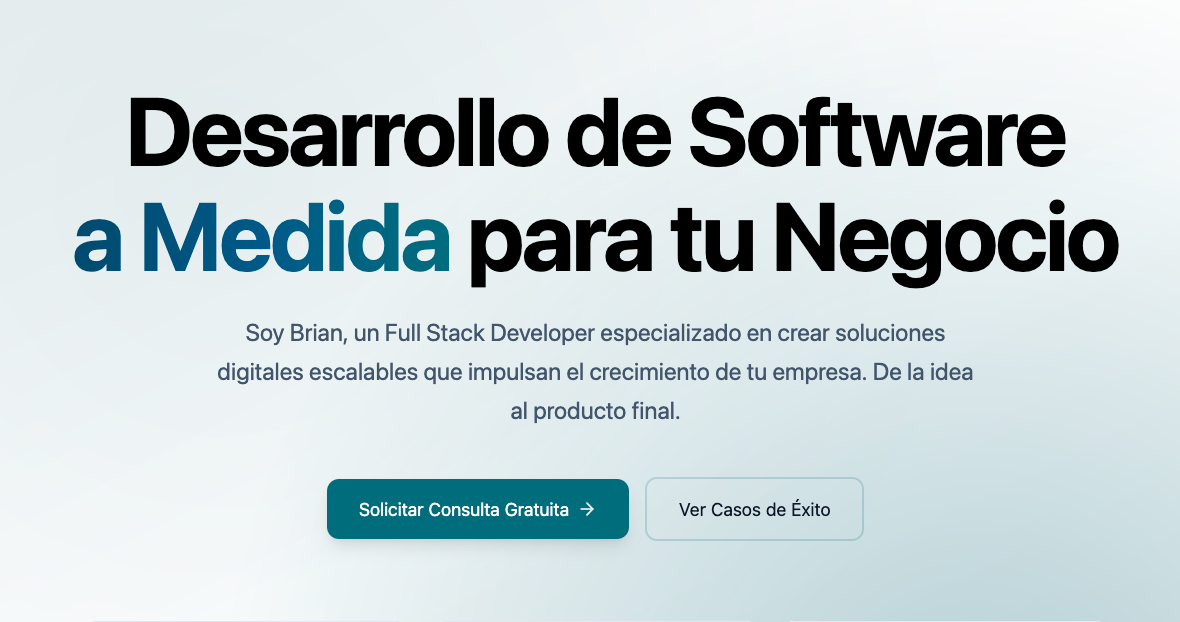 Desarrollo de Software
a Medida para tu Negocio
Soy Brian, un Full Stack Developer especializado en crear soluciones
digitales escalables que impulsan el crecimiento de tu empresa. De la idea
al producto final.
Solicitar Consulta Gratuita →
Ver Casos de Éxito